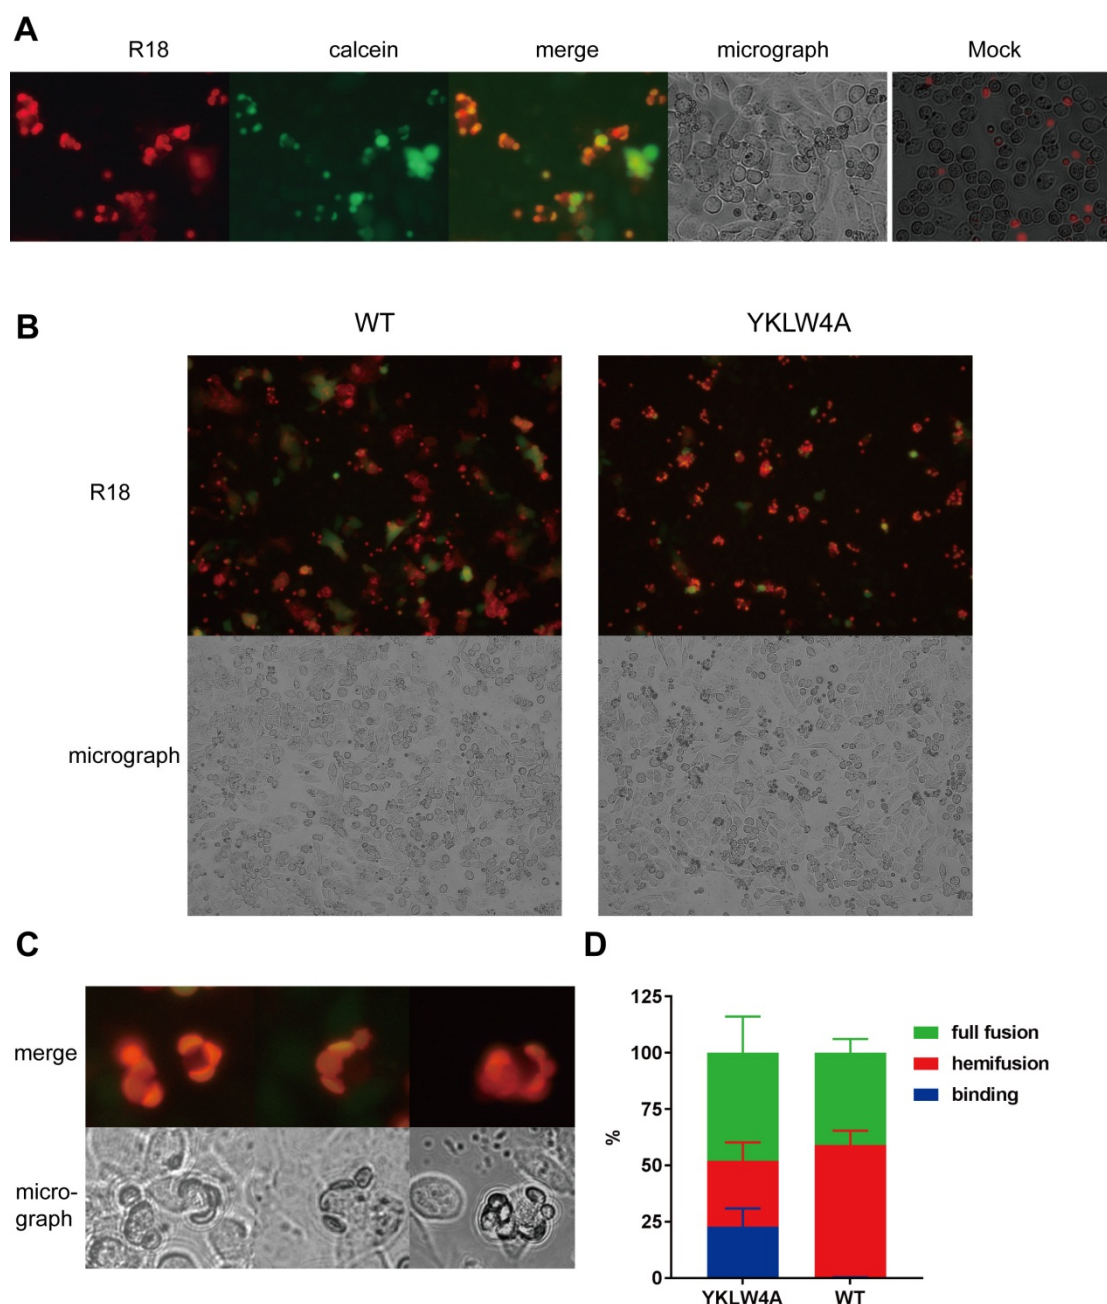 A
R18 calcein merge micrograph Mock
B
WT YKLW4A
R18
micrograph
C
merge
micro-
graph
D
125
100
75
50
25
0
%
YKLW4A WT
full fusion
hemifusion
binding